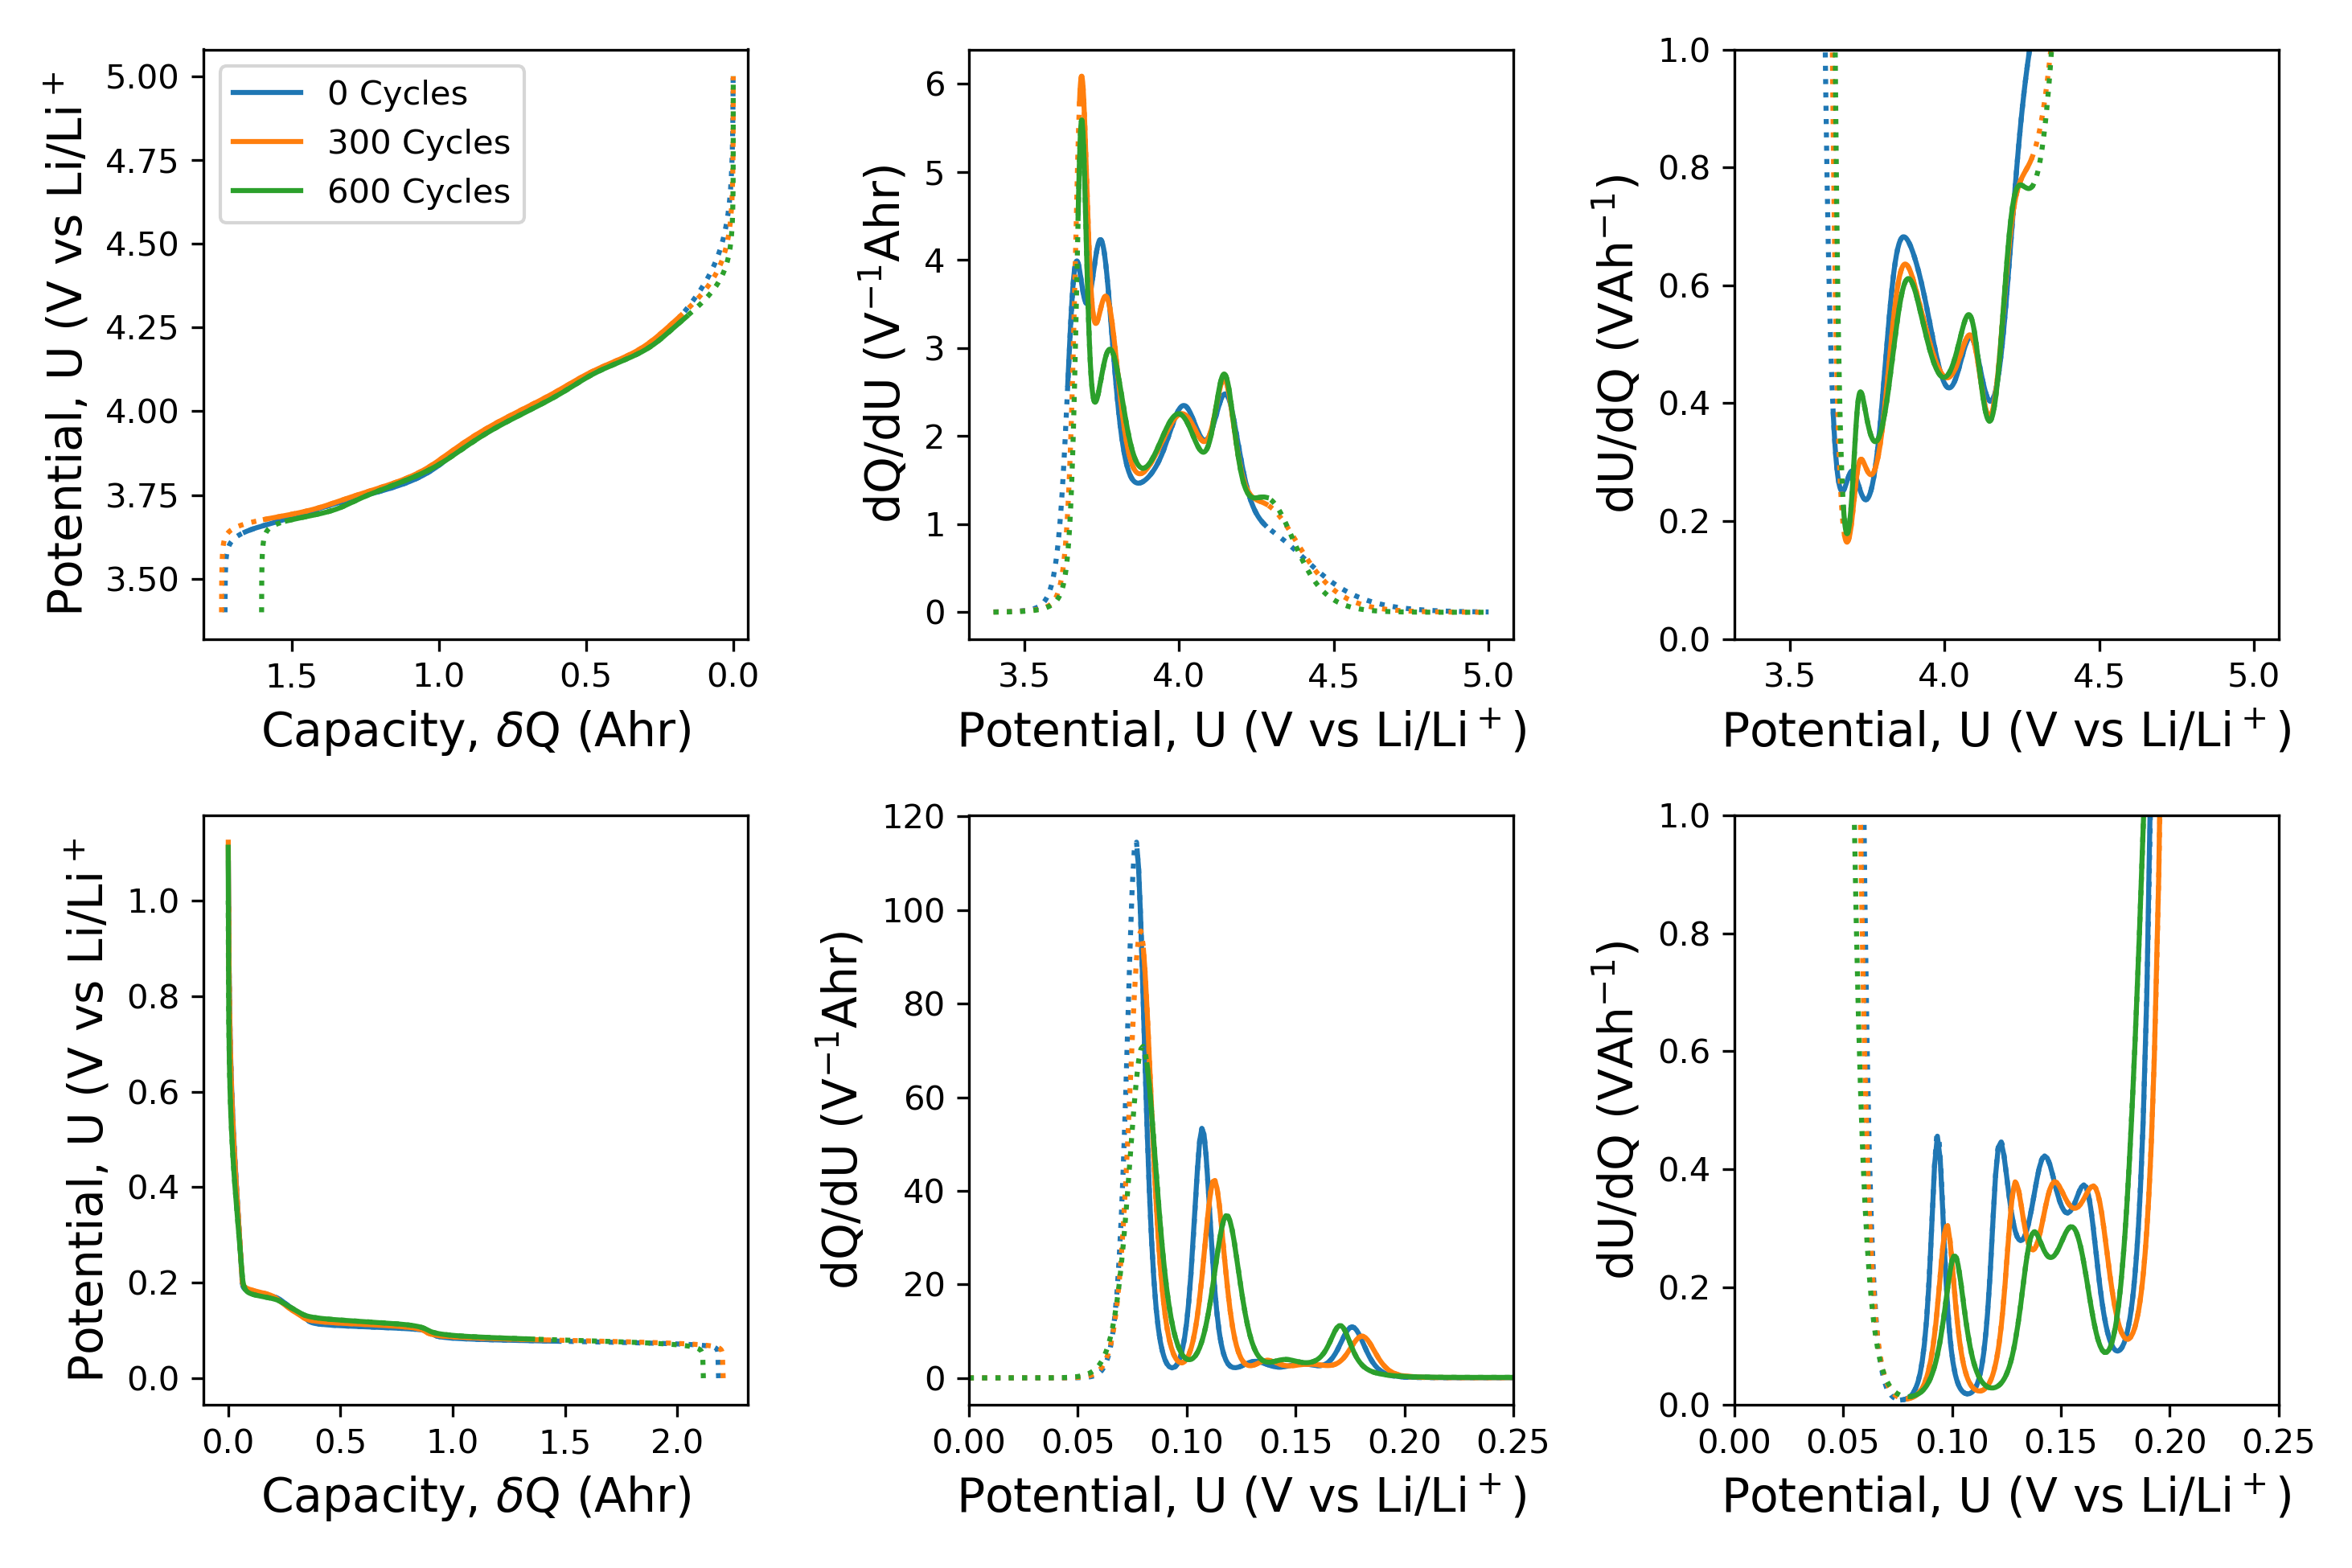 5.00
4.75
4.50
4.25
4.00
3.75
3.50
Potential, U (V vs Li/Li⁺
0 Cycles
300 Cycles
600 Cycles
1.5 1.0 0.5 0.0
Capacity, δQ (Ahr)
6
5
4
3
2
1
0
dQ/dU (V⁻¹Ahr)
3.5 4.0 4.5 5.0
Potential, U (V vs Li/Li⁺)
1.0
0.8
0.6
0.4
0.2
0.0
dU/dQ (VAh⁻¹)
3.5 4.0 4.5 5.0
Potential, U (V vs Li/Li⁺)
1.0
0.8
0.6
0.4
0.2
0.0
Potential, U (V vs Li/Li⁺
0.0 0.5 1.0 1.5 2.0
Capacity, δQ (Ahr)
120
100
80
60
40
20
0
dQ/dU (V⁻¹Ahr)
0.00 0.05 0.10 0.15 0.20 0.25
Potential, U (V vs Li/Li⁺)
1.0
0.8
0.6
0.4
0.2
0.0
dU/dQ (VAh⁻¹)
0.00 0.05 0.10 0.15 0.20 0.25
Potential, U (V vs Li/Li⁺)